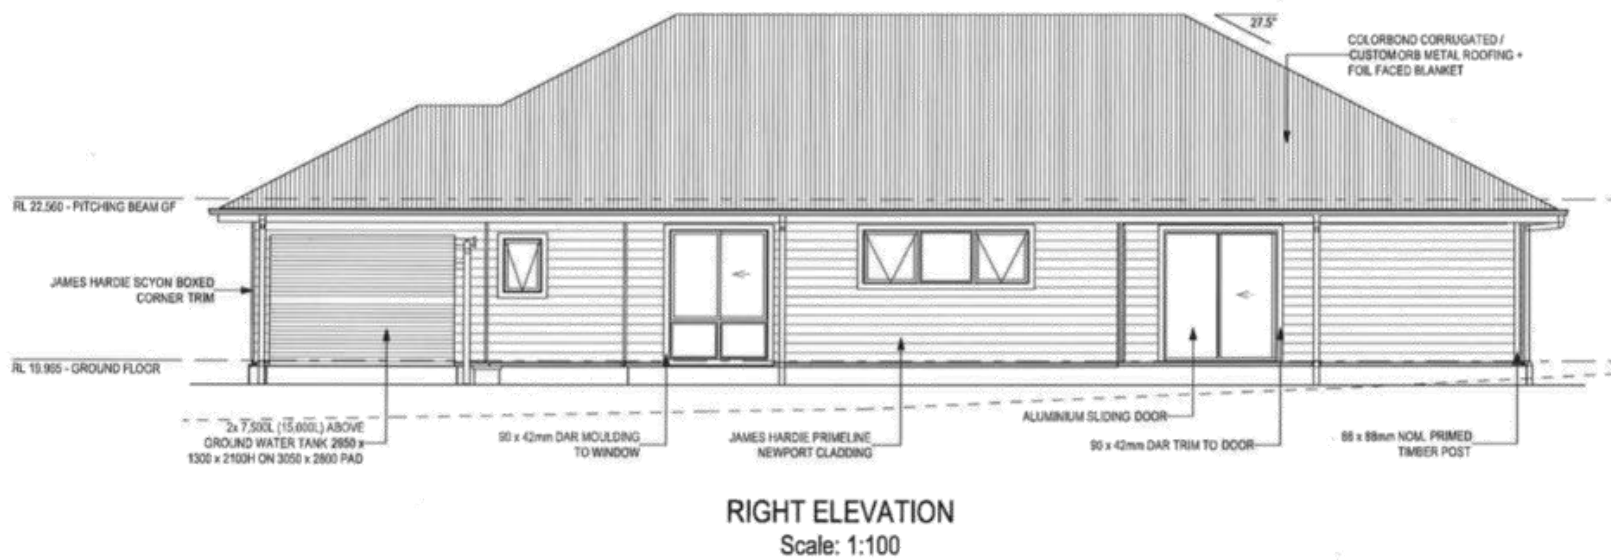 27.5°
COLORBOND CORRUGATED /
CUSTOMORB METAL ROOFING +
FOIL FACED BLANKET
RL 22.560 - PITCHING BEAM GF
JAMES HARDIE SCYON BOXED
CORNER TRIM
RL 19.965 - GROUND FLOOR
2x 7,500L (15,000L) ABOVE
GROUND WATER TANK 2650 x
1300 x 2100H ON 3050 x 2800 PAD
90 x 42mm DAR MOULDING
TO WINDOW
JAMES HARDIE PRIMELINE
NEWPORT CLADDING
ALUMINIUM SLIDING DOOR
90 x 42mm DAR TRIM TO DOOR
88 x 88mm NOM. PRIMED
TIMBER POST
RIGHT ELEVATION
Scale: 1:100